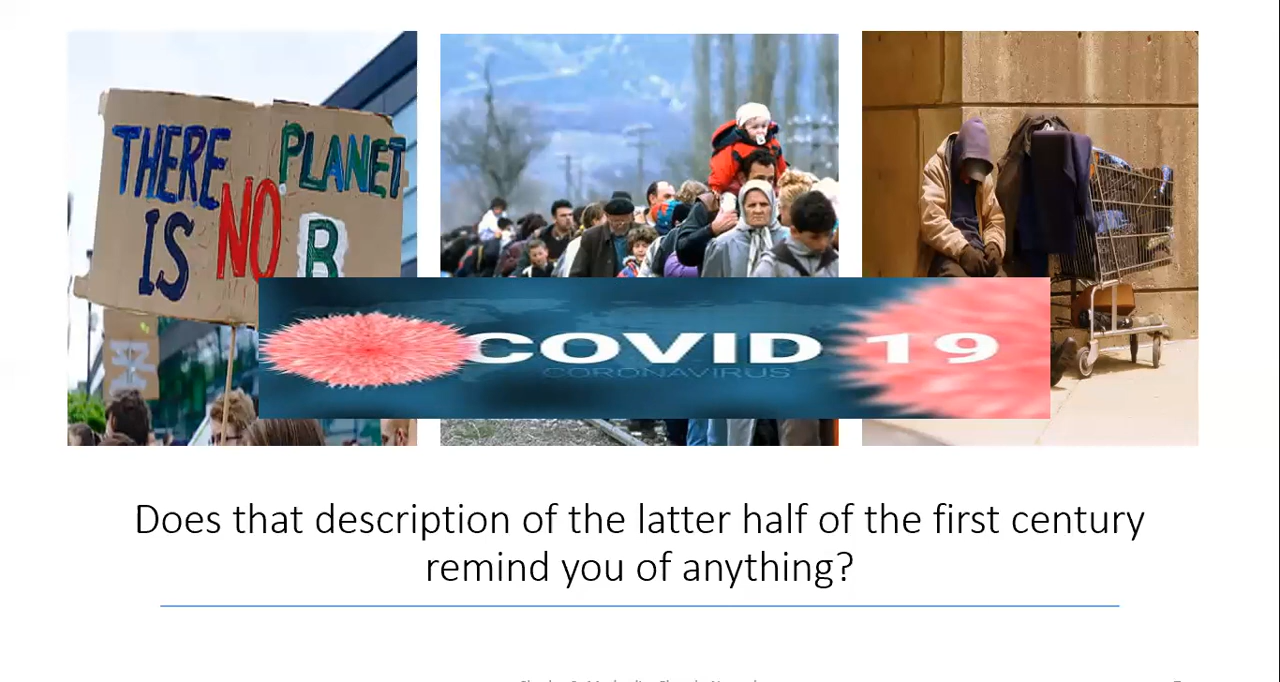 THERE
IS NO
PLANET
B
COVID 19
CORONAVIRUS
Does that description of the latter half of the first century
remind you of anything?